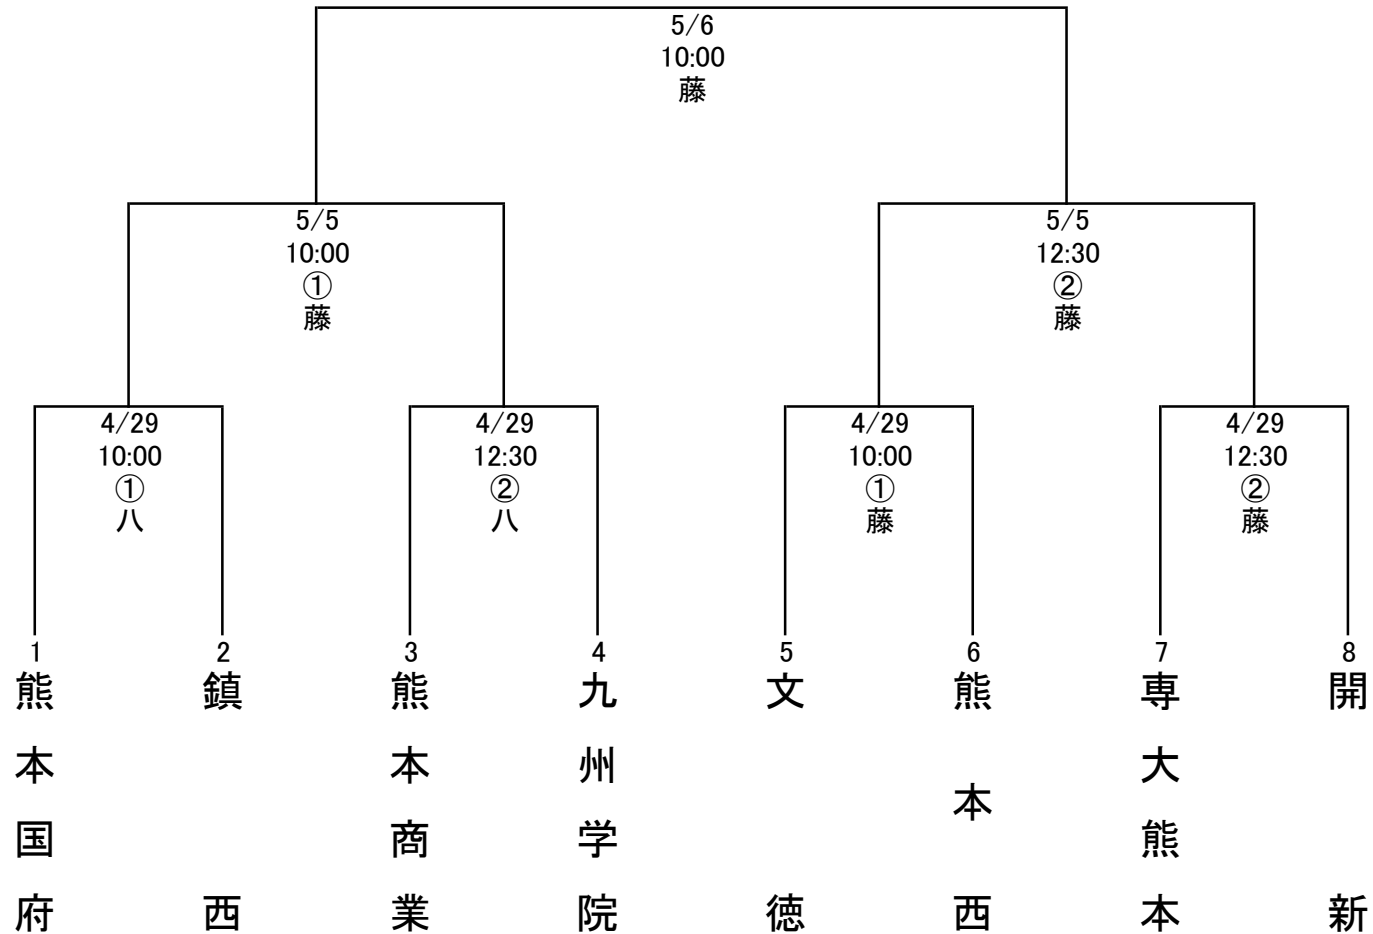 5/6
10:00
藤
5/5
10:00
①
藤
5/5
12:30
②
藤
4/29
10:00
①
八
4/29
12:30
②
八
4/29
10:00
①
藤
4/29
12:30
②
藤
1
熊本国府
2
鎮西
3
熊本商業
4
九州学院
5
文徳
6
熊本西
7
専大熊本
8
開新